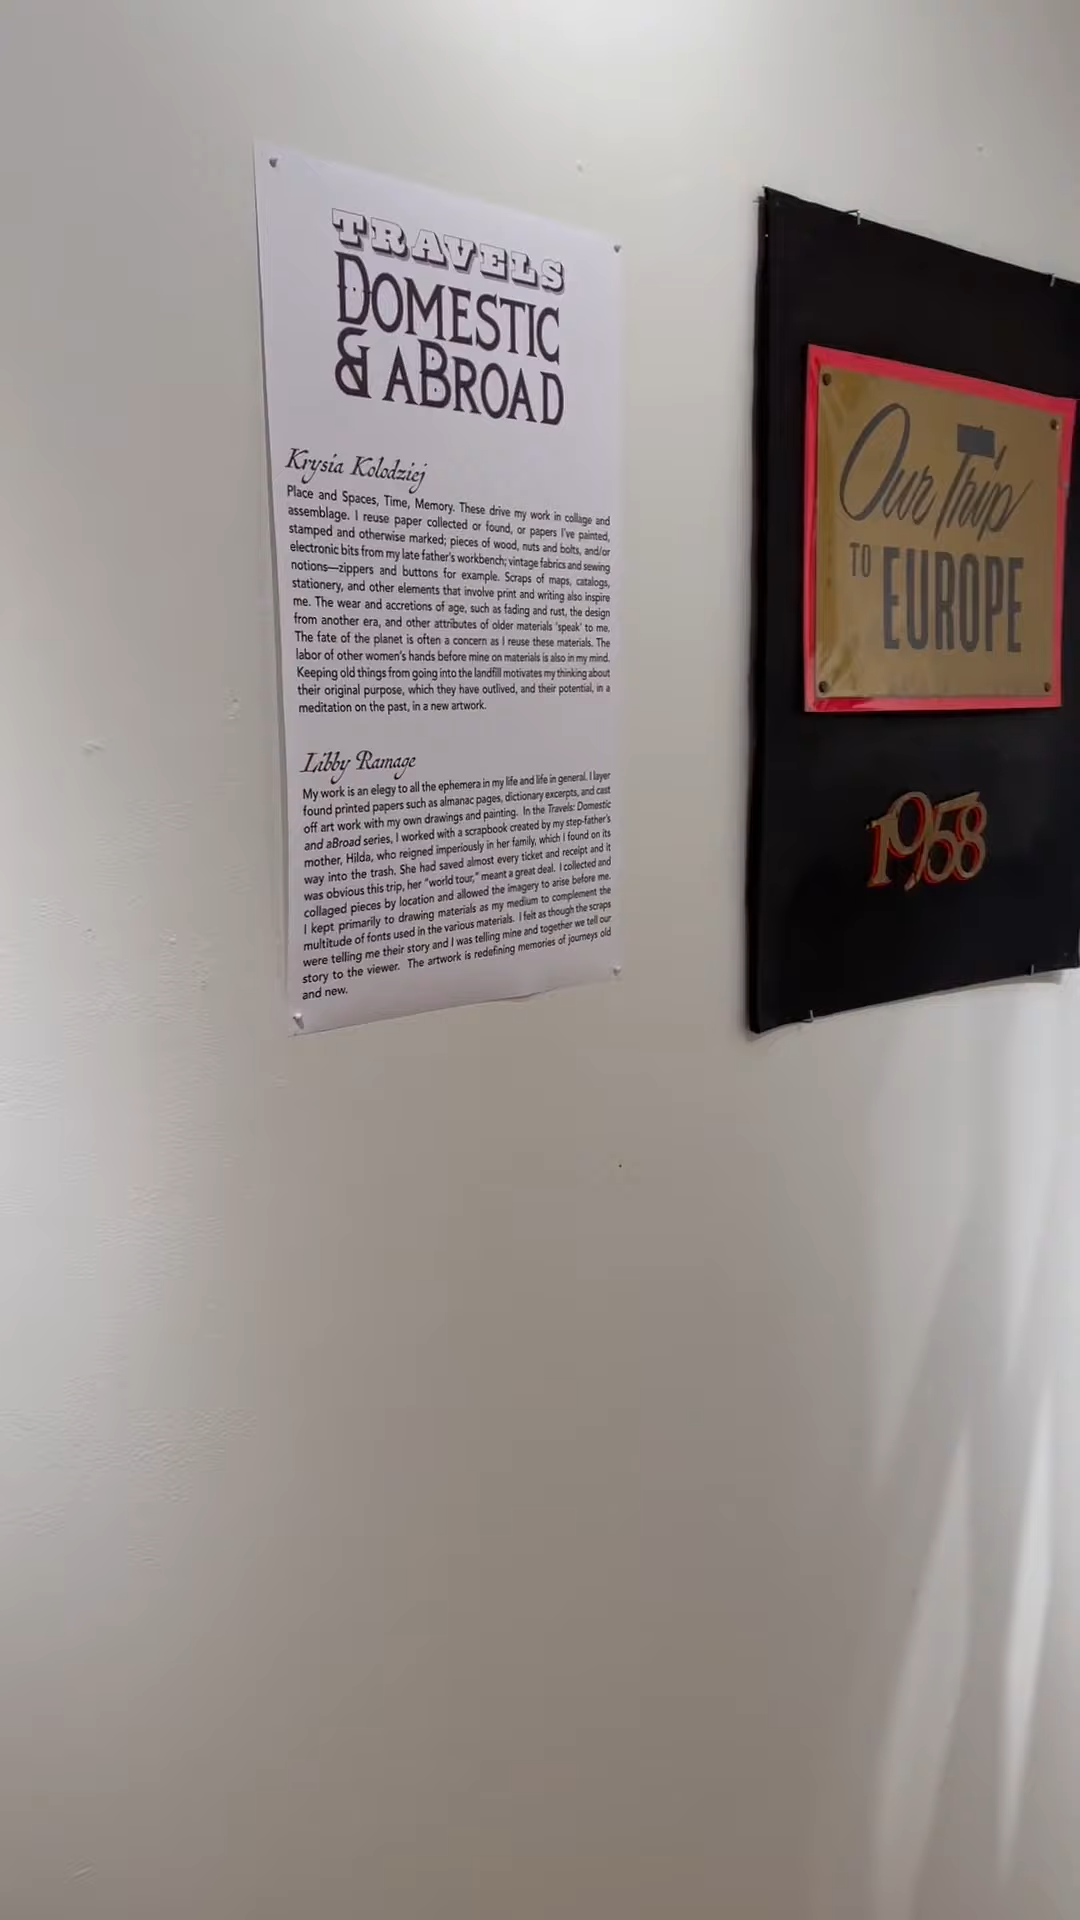 TRAVELS
DOMESTIC
& ABROAD
Krysia Kolodziej
Place and Spaces, Time, Memory. These drive my work in collage and
assemblage. I reuse paper collected or found, or papers I've painted,
stamped and otherwise marked; pieces of wood, nuts and bolts, and/or
electronic bits from my late father's workbench; vintage fabrics and sewing
notions—zippers and buttons for example. Scraps of maps, catalogs,
stationery, and other elements that involve print and writing also inspire
me. The wear and accretions of age, such as fading and rust, the design
from another era, and other attributes of older materials 'speak' to me.
The fate of the planet is often a concern as I reuse these materials. The
labor of other women's hands before mine on materials is also in my mind.
Keeping old things from going into the landfill motivates my thinking about
their original purpose, which they have outlived, and their potential, in a
meditation on the past, in a new artwork.
Libby Ramage
My work is an elegy to all the ephemera in my life and life in general. I layer
found printed papers such as almanac pages, dictionary excerpts, and cast
off art work with my own drawings and painting. In the Travels: Domestic
and aBroad series, I worked with a scrapbook created by my step-father's
mother, Hilda, who reigned imperiously in her family, which I found on its
way into the trash. She had saved almost every ticket and receipt and it
was obvious this trip, her "world tour," meant a great deal. I collected and
collaged pieces by location and allowed the imagery to arise before me.
I kept primarily to drawing materials as my medium to complement the
multitude of fonts used in the various materials. I felt as though the scraps
were telling me their story and I was telling mine and together we tell our
story to the viewer. The artwork is redefining memories of journeys old
and new.
Our Trip
TO EUROPE
1968